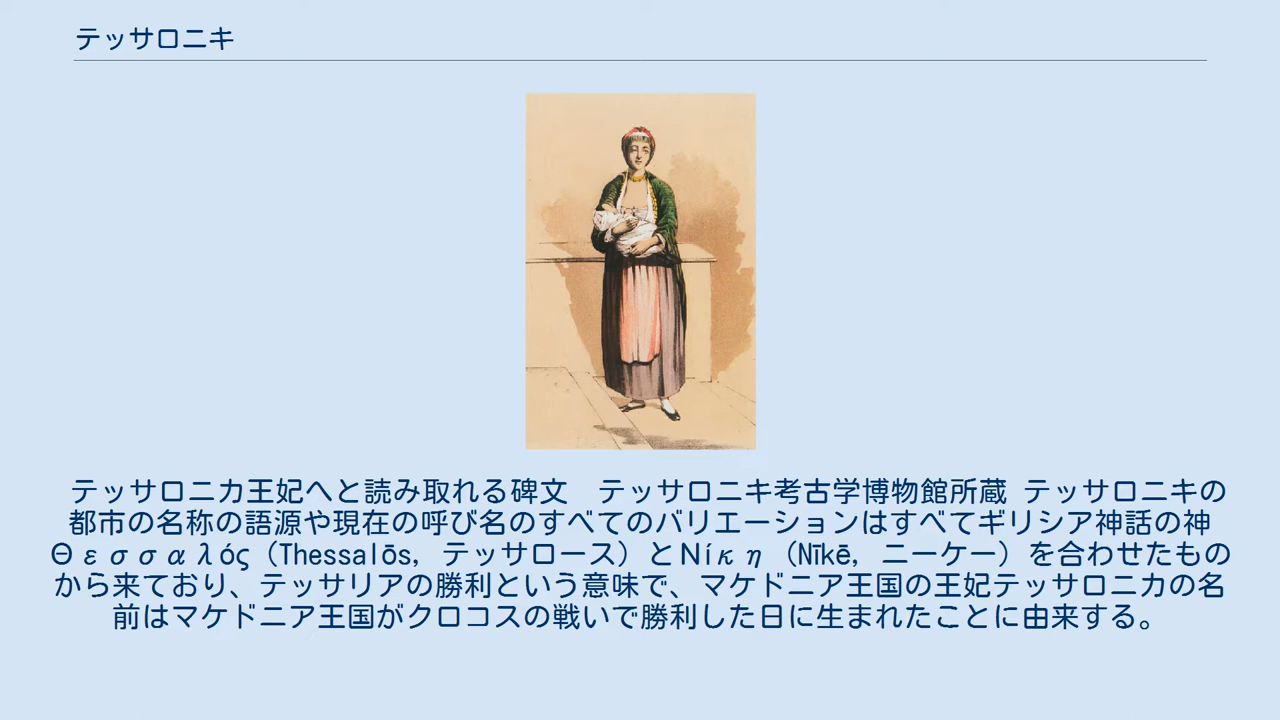 テッサロニキ
テッサロニカ王妃へと読み取れる碑文　テッサロニキ考古学博物館所蔵 テッサロニキの
都市の名称の語源や現在の呼び名のすべてのバリエーションはすべてギリシア神話の神
Θεσσαλός（Thessalōs, テッサロース）とΝίκη（Nīkē, ニーケー）を合わせたもの
から来ており、テッサリアの勝利という意味で、マケドニア王国の王妃テッサロニカの名
前はマケドニア王国がクロコスの戦いで勝利した日に生まれたことに由来する。